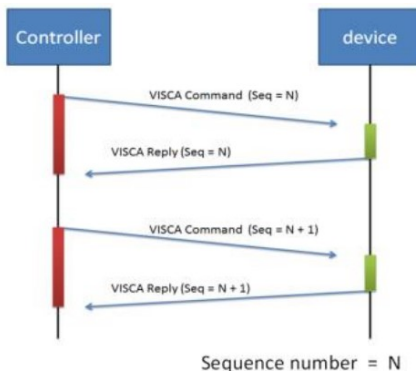 Controller
device
VISCA Command (Seq = N)
VISCA Reply (Seq = N)
VISCA Command (Seq = N + 1)
VISCA Reply (Seq = N + 1)
Sequence number = N